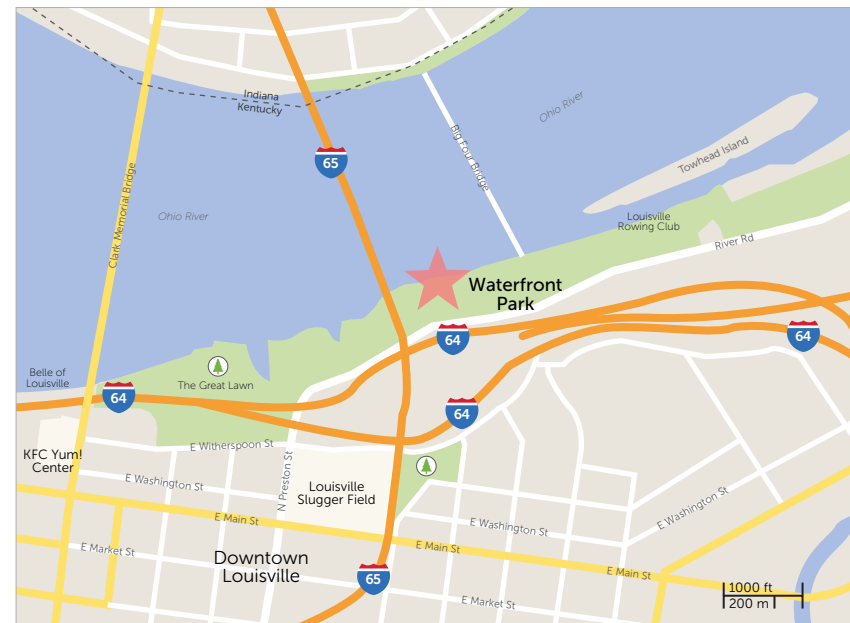 Indiana
Kentucky
Ohio River
65
Big Four Bridge
Towhead Island
Clark Memorial Bridge
Ohio River
Louisville
Rowing Club
River Rd
Waterfront
Park
64
64
Belle of
Louisville
The Great Lawn
64
64
E Witherspoon St
KFC Yum!
Center
E Washington St
N Preston St
Louisville
Slugger Field
E Main St
E Washington St
E Washington St
E Market St
Downtown
Louisville
E Main St
65
E Main St
E Market St
1000 ft
200 m